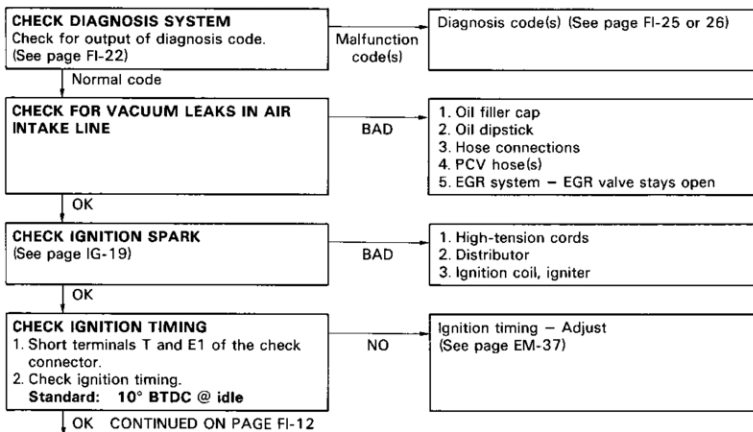 CHECK DIAGNOSIS SYSTEM
Check for output of diagnosis code.
(See page FI-22)
Malfunction
code(s)
Diagnosis code(s) (See page FI-25 or 26)
Normal code
CHECK FOR VACUUM LEAKS IN AIR
INTAKE LINE
BAD
1. Oil filler cap
2. Oil dipstick
3. Hose connections
4. PCV hose(s)
5. EGR system – EGR valve stays open
OK
CHECK IGNITION SPARK
(See page IG-19)
BAD
1. High-tension cords
2. Distributor
3. Ignition coil, igniter
OK
CHECK IGNITION TIMING
1. Short terminals T and E1 of the check
connector.
2. Check ignition timing.
Standard: 10° BTDC @ idle
NO
Ignition timing – Adjust
(See page EM-37)
OK CONTINUED ON PAGE FI-12